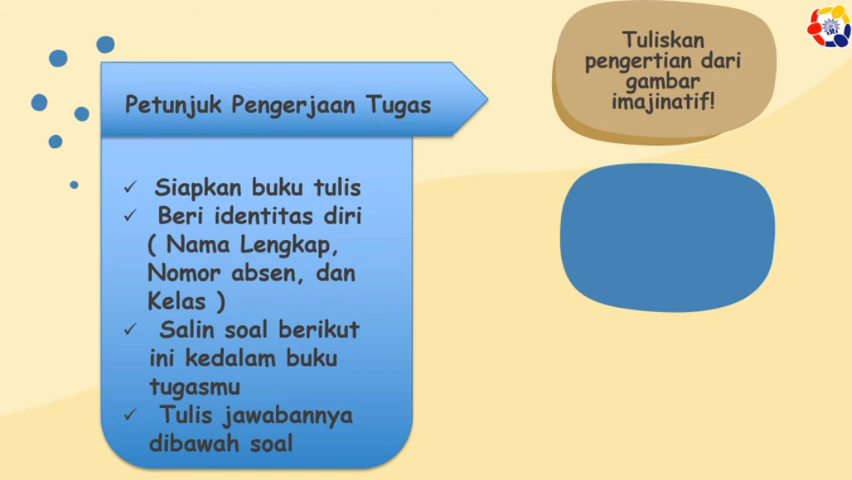 Petunjuk Pengerjaan Tugas
✓ Siapkan buku tulis
✓ Beri identitas diri
( Nama Lengkap,
Nomor absen, dan
Kelas )
✓ Salin soal berikut
ini kedalam buku
tugasmu
✓ Tulis jawabannya
dibawah soal
Tuliskan
pengertian dari
gambar
imajinatif!